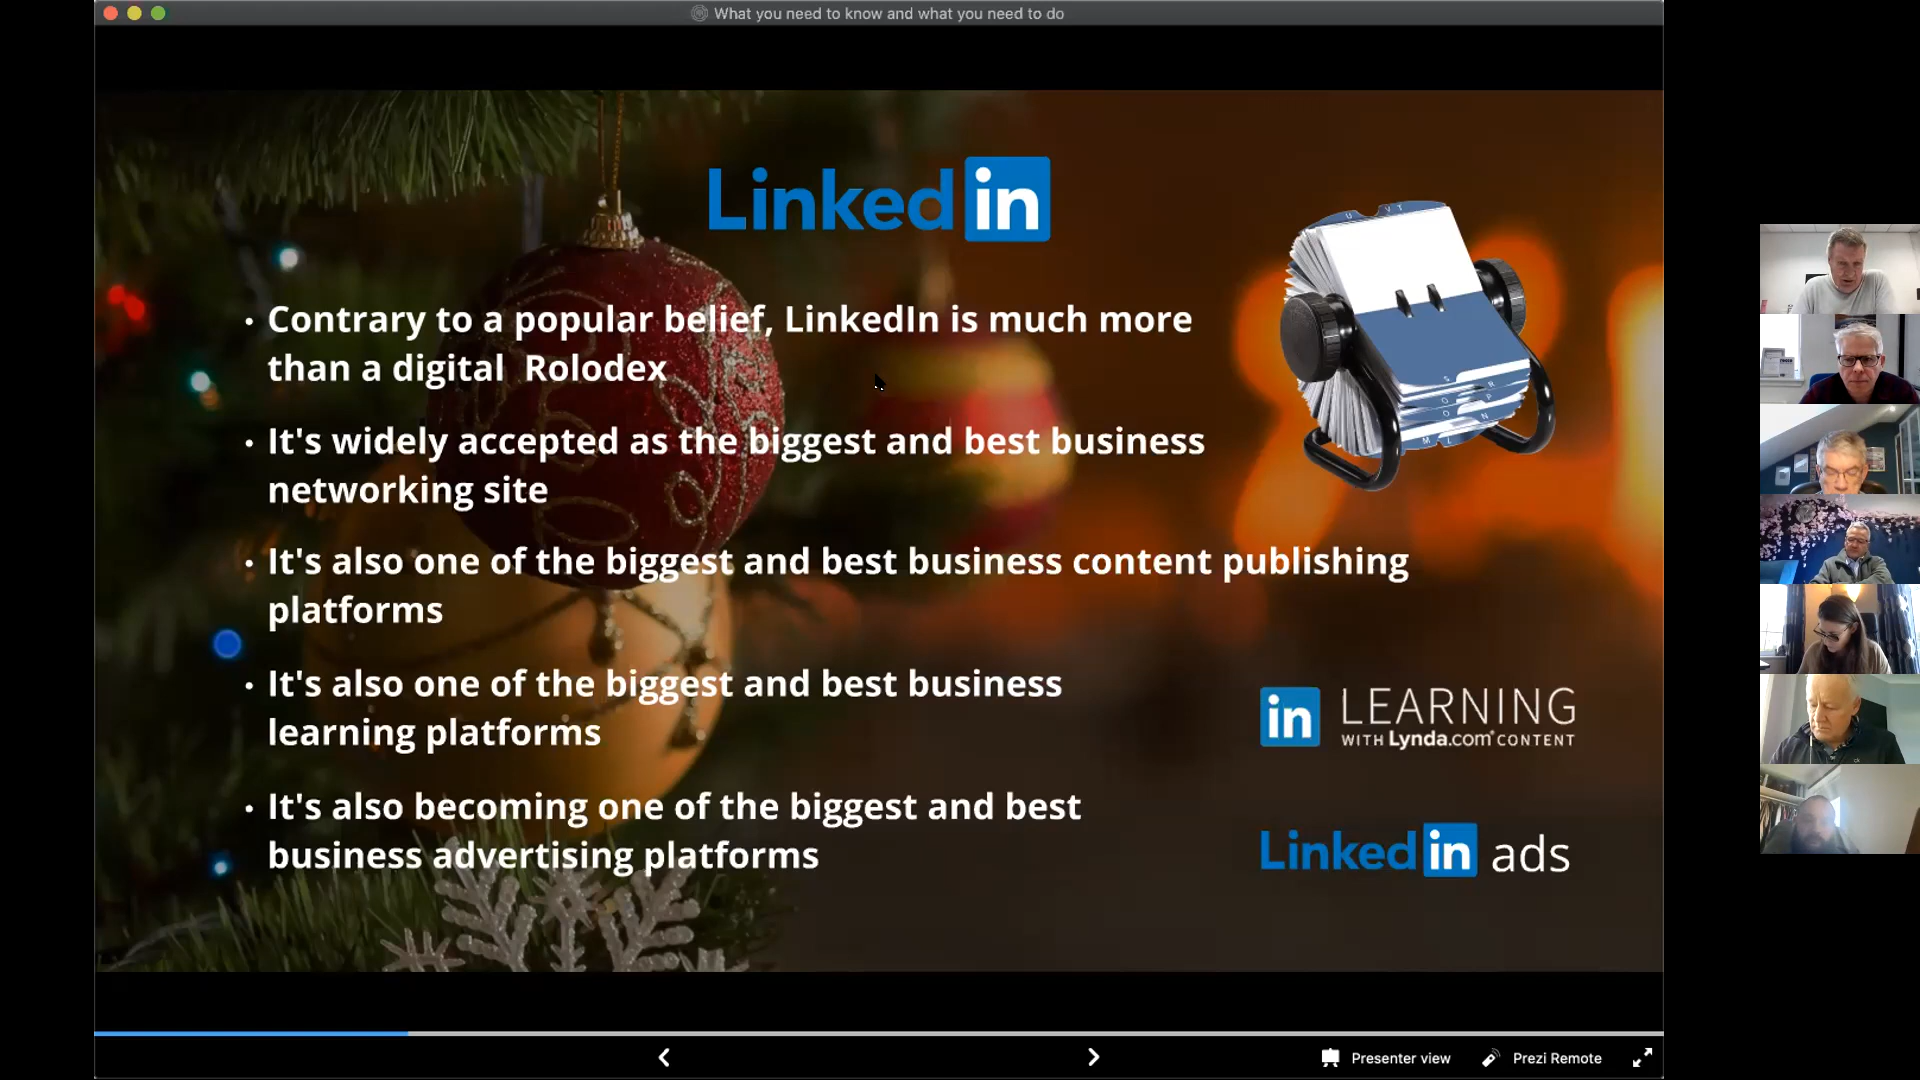 What you need to know and what you need to do
Linked in
U V T
• Contrary to a popular belief, LinkedIn is much more
than a digital  Rolodex
• It's widely accepted as the biggest and best business
networking site
• It's also one of the biggest and best business content publishing
platforms
• It's also one of the biggest and best business
learning platforms
in LEARNING
WITH Lynda.com® CONTENT
• It's also becoming one of the biggest and best
business advertising platforms
Linked in ads
Presenter view
Prezi Remote